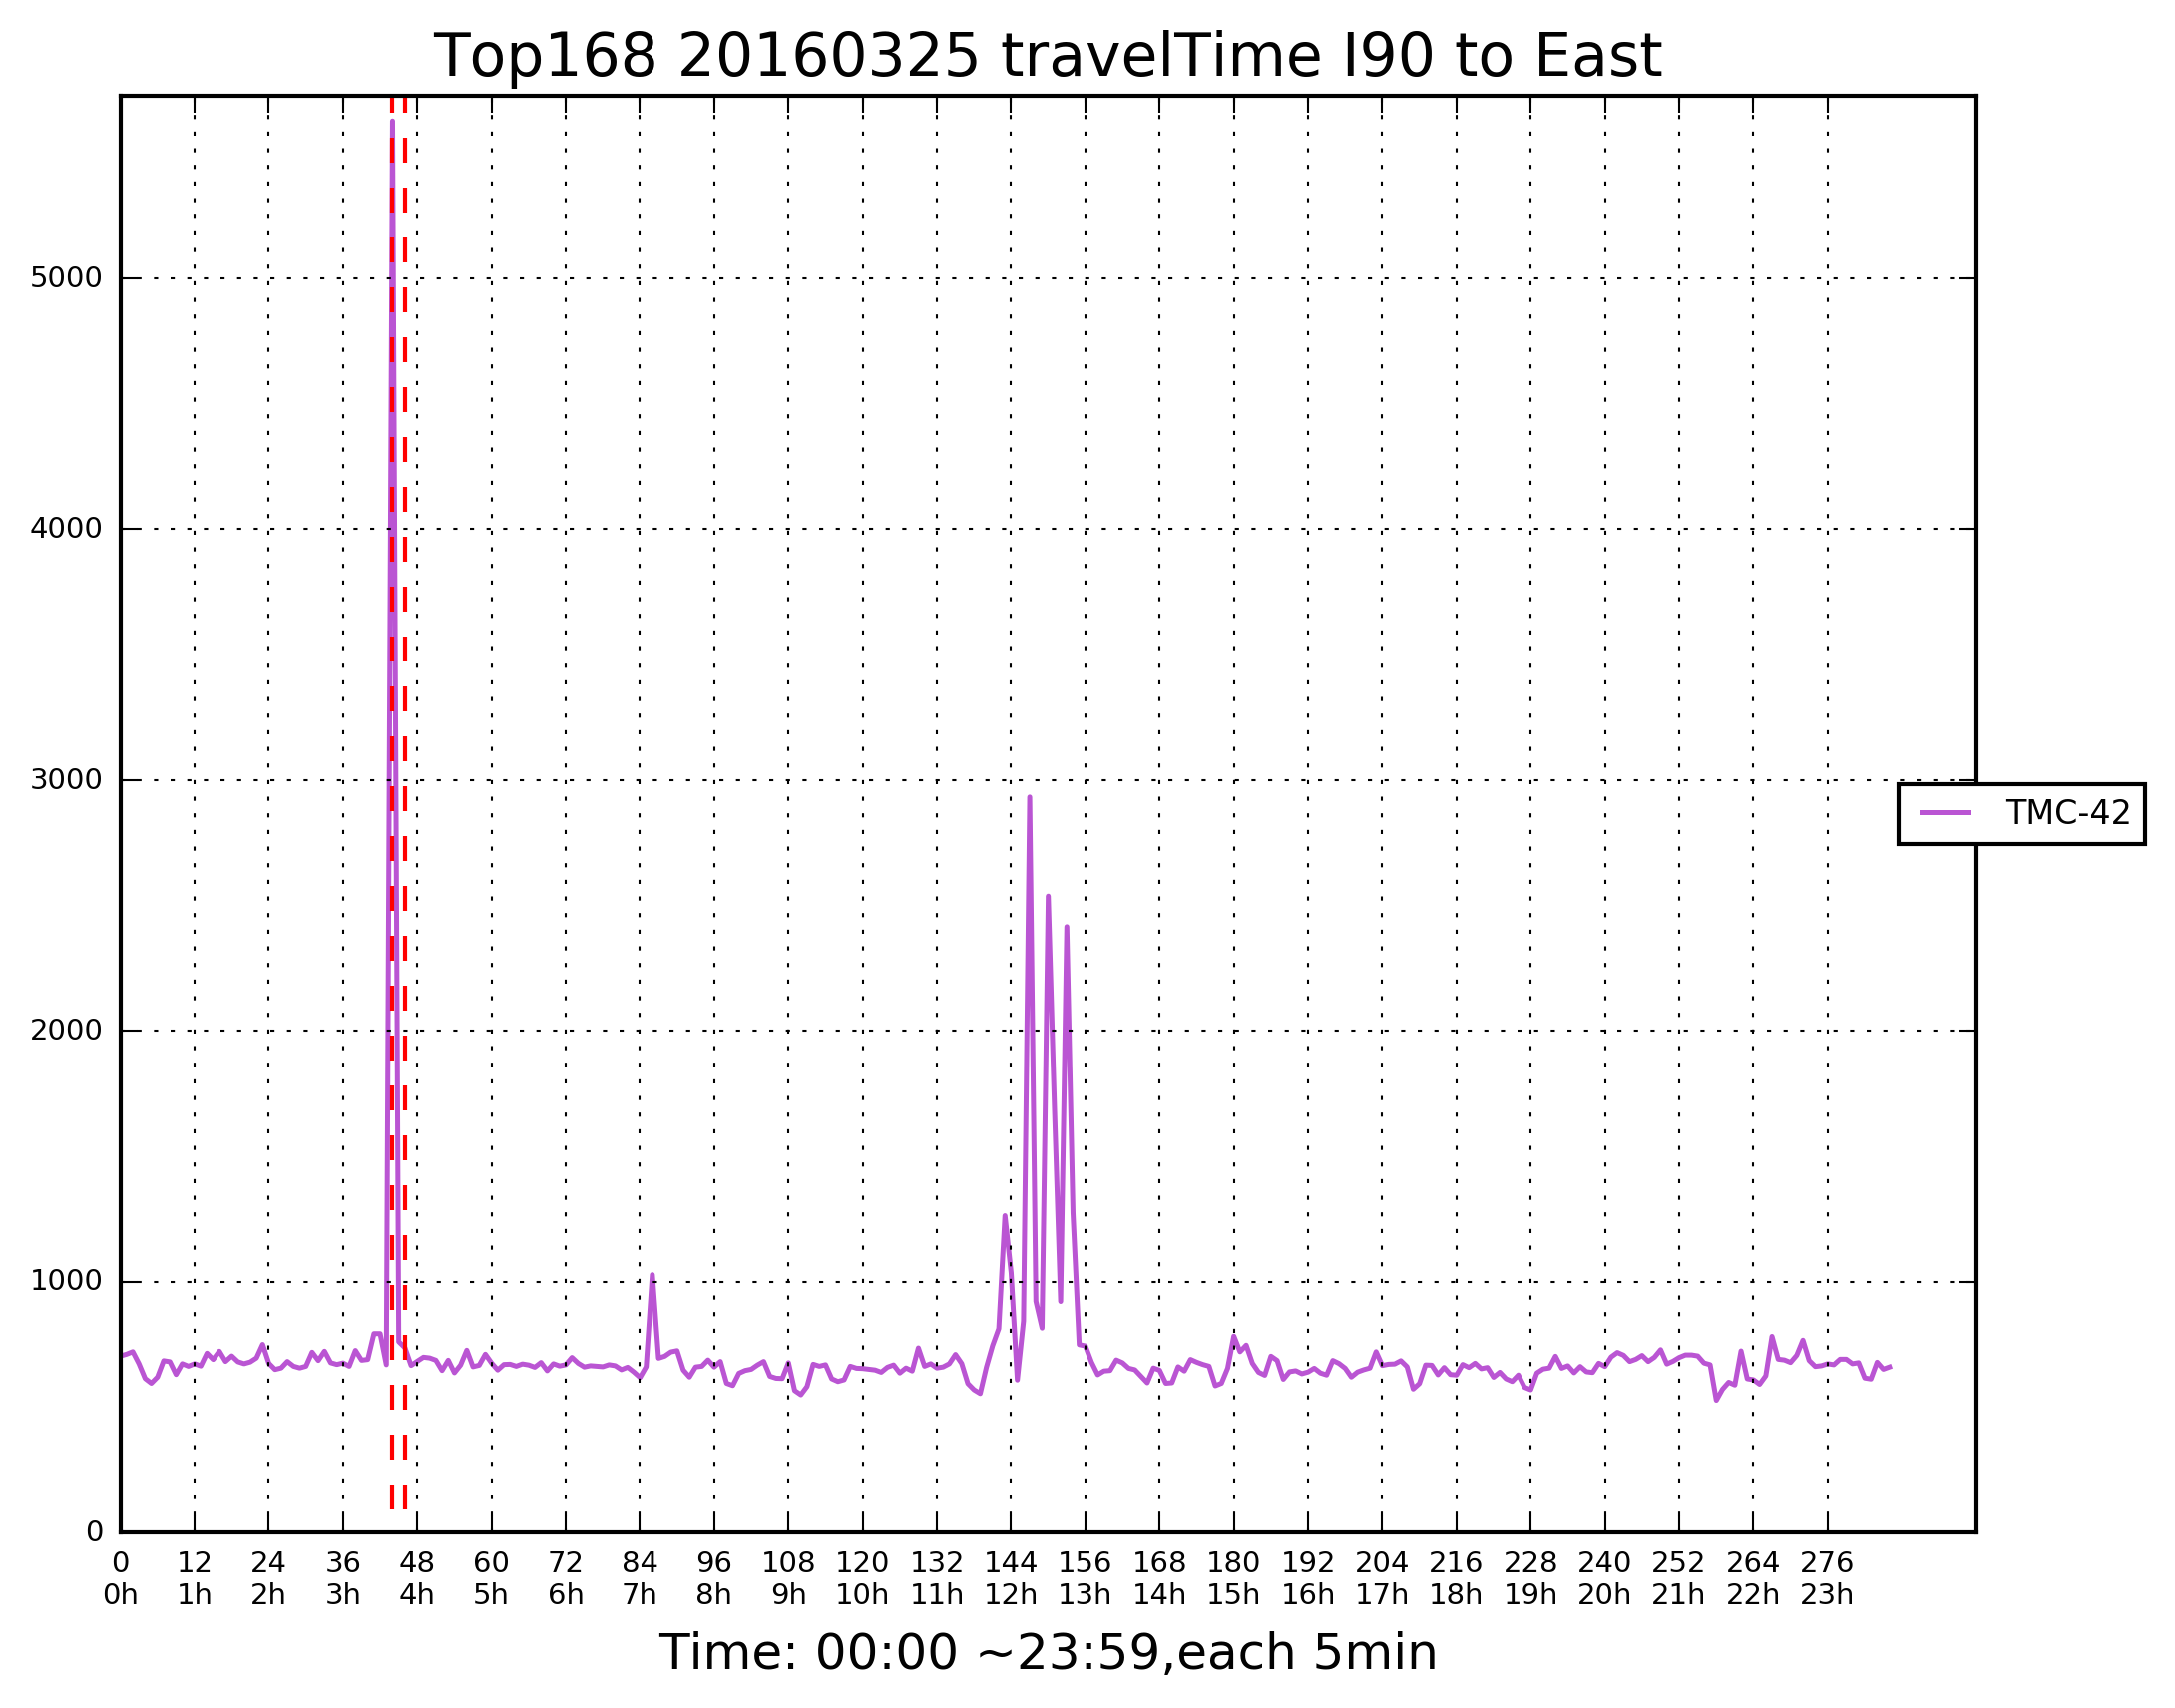 Top168 20160325 travelTime I90 to East
5000
4000
3000
TMC-42
2000
1000
0
0 12 24 36 48 60 72 84 96 108 120 132 144 156 168 180 192 204 216 228 240 252 264 276
0h 1h 2h 3h 4h 5h 6h 7h 8h 9h 10h 11h 12h 13h 14h 15h 16h 17h 18h 19h 20h 21h 22h 23h
Time: 00:00 ~23:59,each 5min